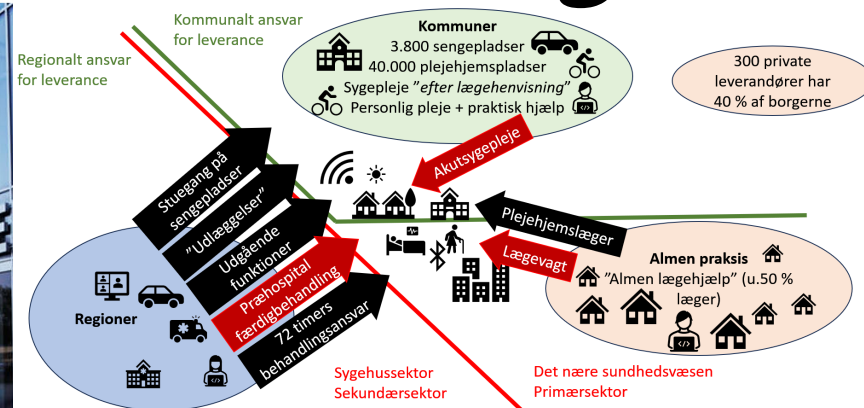 Kommunalt ansvar
for leverance
Regionalt ansvar
for leverance
Kommuner
3.800 sengepladser
40.000 plejehjemspladser
Sygepleje "efter lægehenvisning"
Personlig pleje + praktisk hjælp
300 private
leverandører har
40 % af borgerne
Akutsygepleje
Stuegang på
sengepladser
"Udlæggelser"
Udgående
funktioner
Præhospital
færdigbehandling
72 timers
behandlingsansvar
Regioner
Plejehjemslæger
Lægevagt
Almen praksis
"Almen lægehjælp" (u.50 %
læger)
Sygehussektor
Sekundærsektor
Det nære sundhedsvæsen
Primærsektor